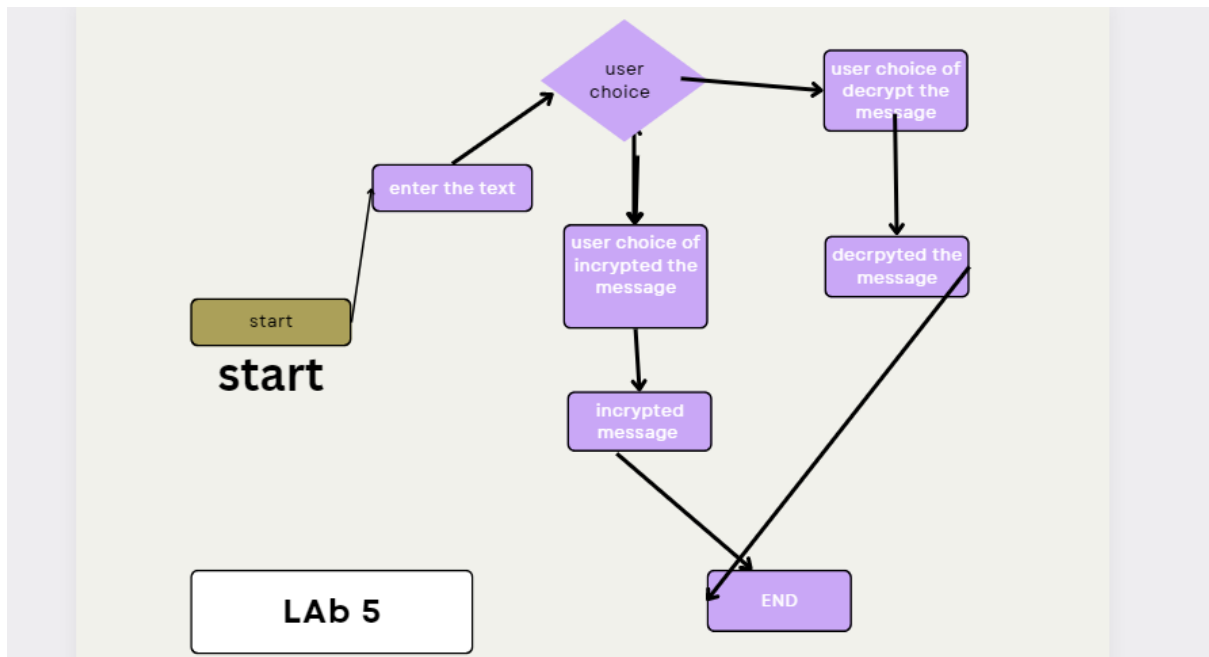 user
choice
user choice of
decrypt the
message
enter the text
user choice of
incrypted the
message
decrpyted the
message
start
start
incrypted
message
LAb 5
END